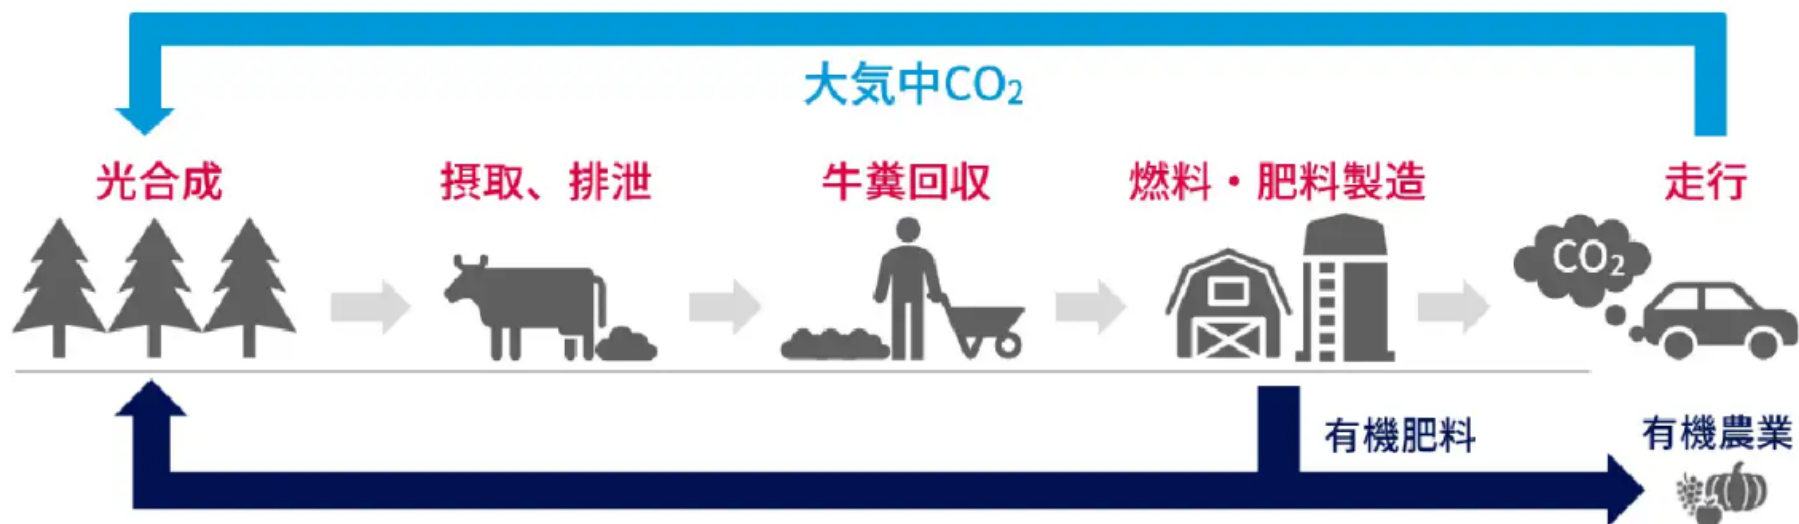 大気中CO₂
光合成
摂取、排泄
牛糞回収
燃料・肥料製造
走行
CO₂
有機肥料
有機農業